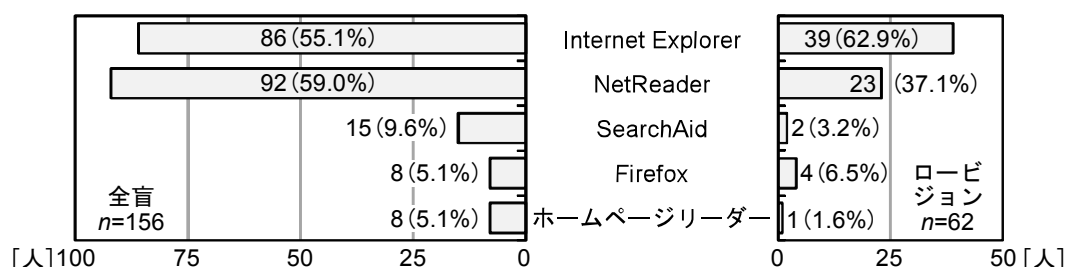 86(55.1%) Internet Explorer 39(62.9%)
92(59.0%) NetReader 23 (37.1%)
15(9.6%) SearchAid 2(3.2%)
8(5.1%) Firefox 4(6.5%)
8(5.1%) ホームページリーダー 1(1.6%)
全盲
n=156
ロービ
ジョン
n=62
[人]100 75 50 25 0 0 25 50[人]